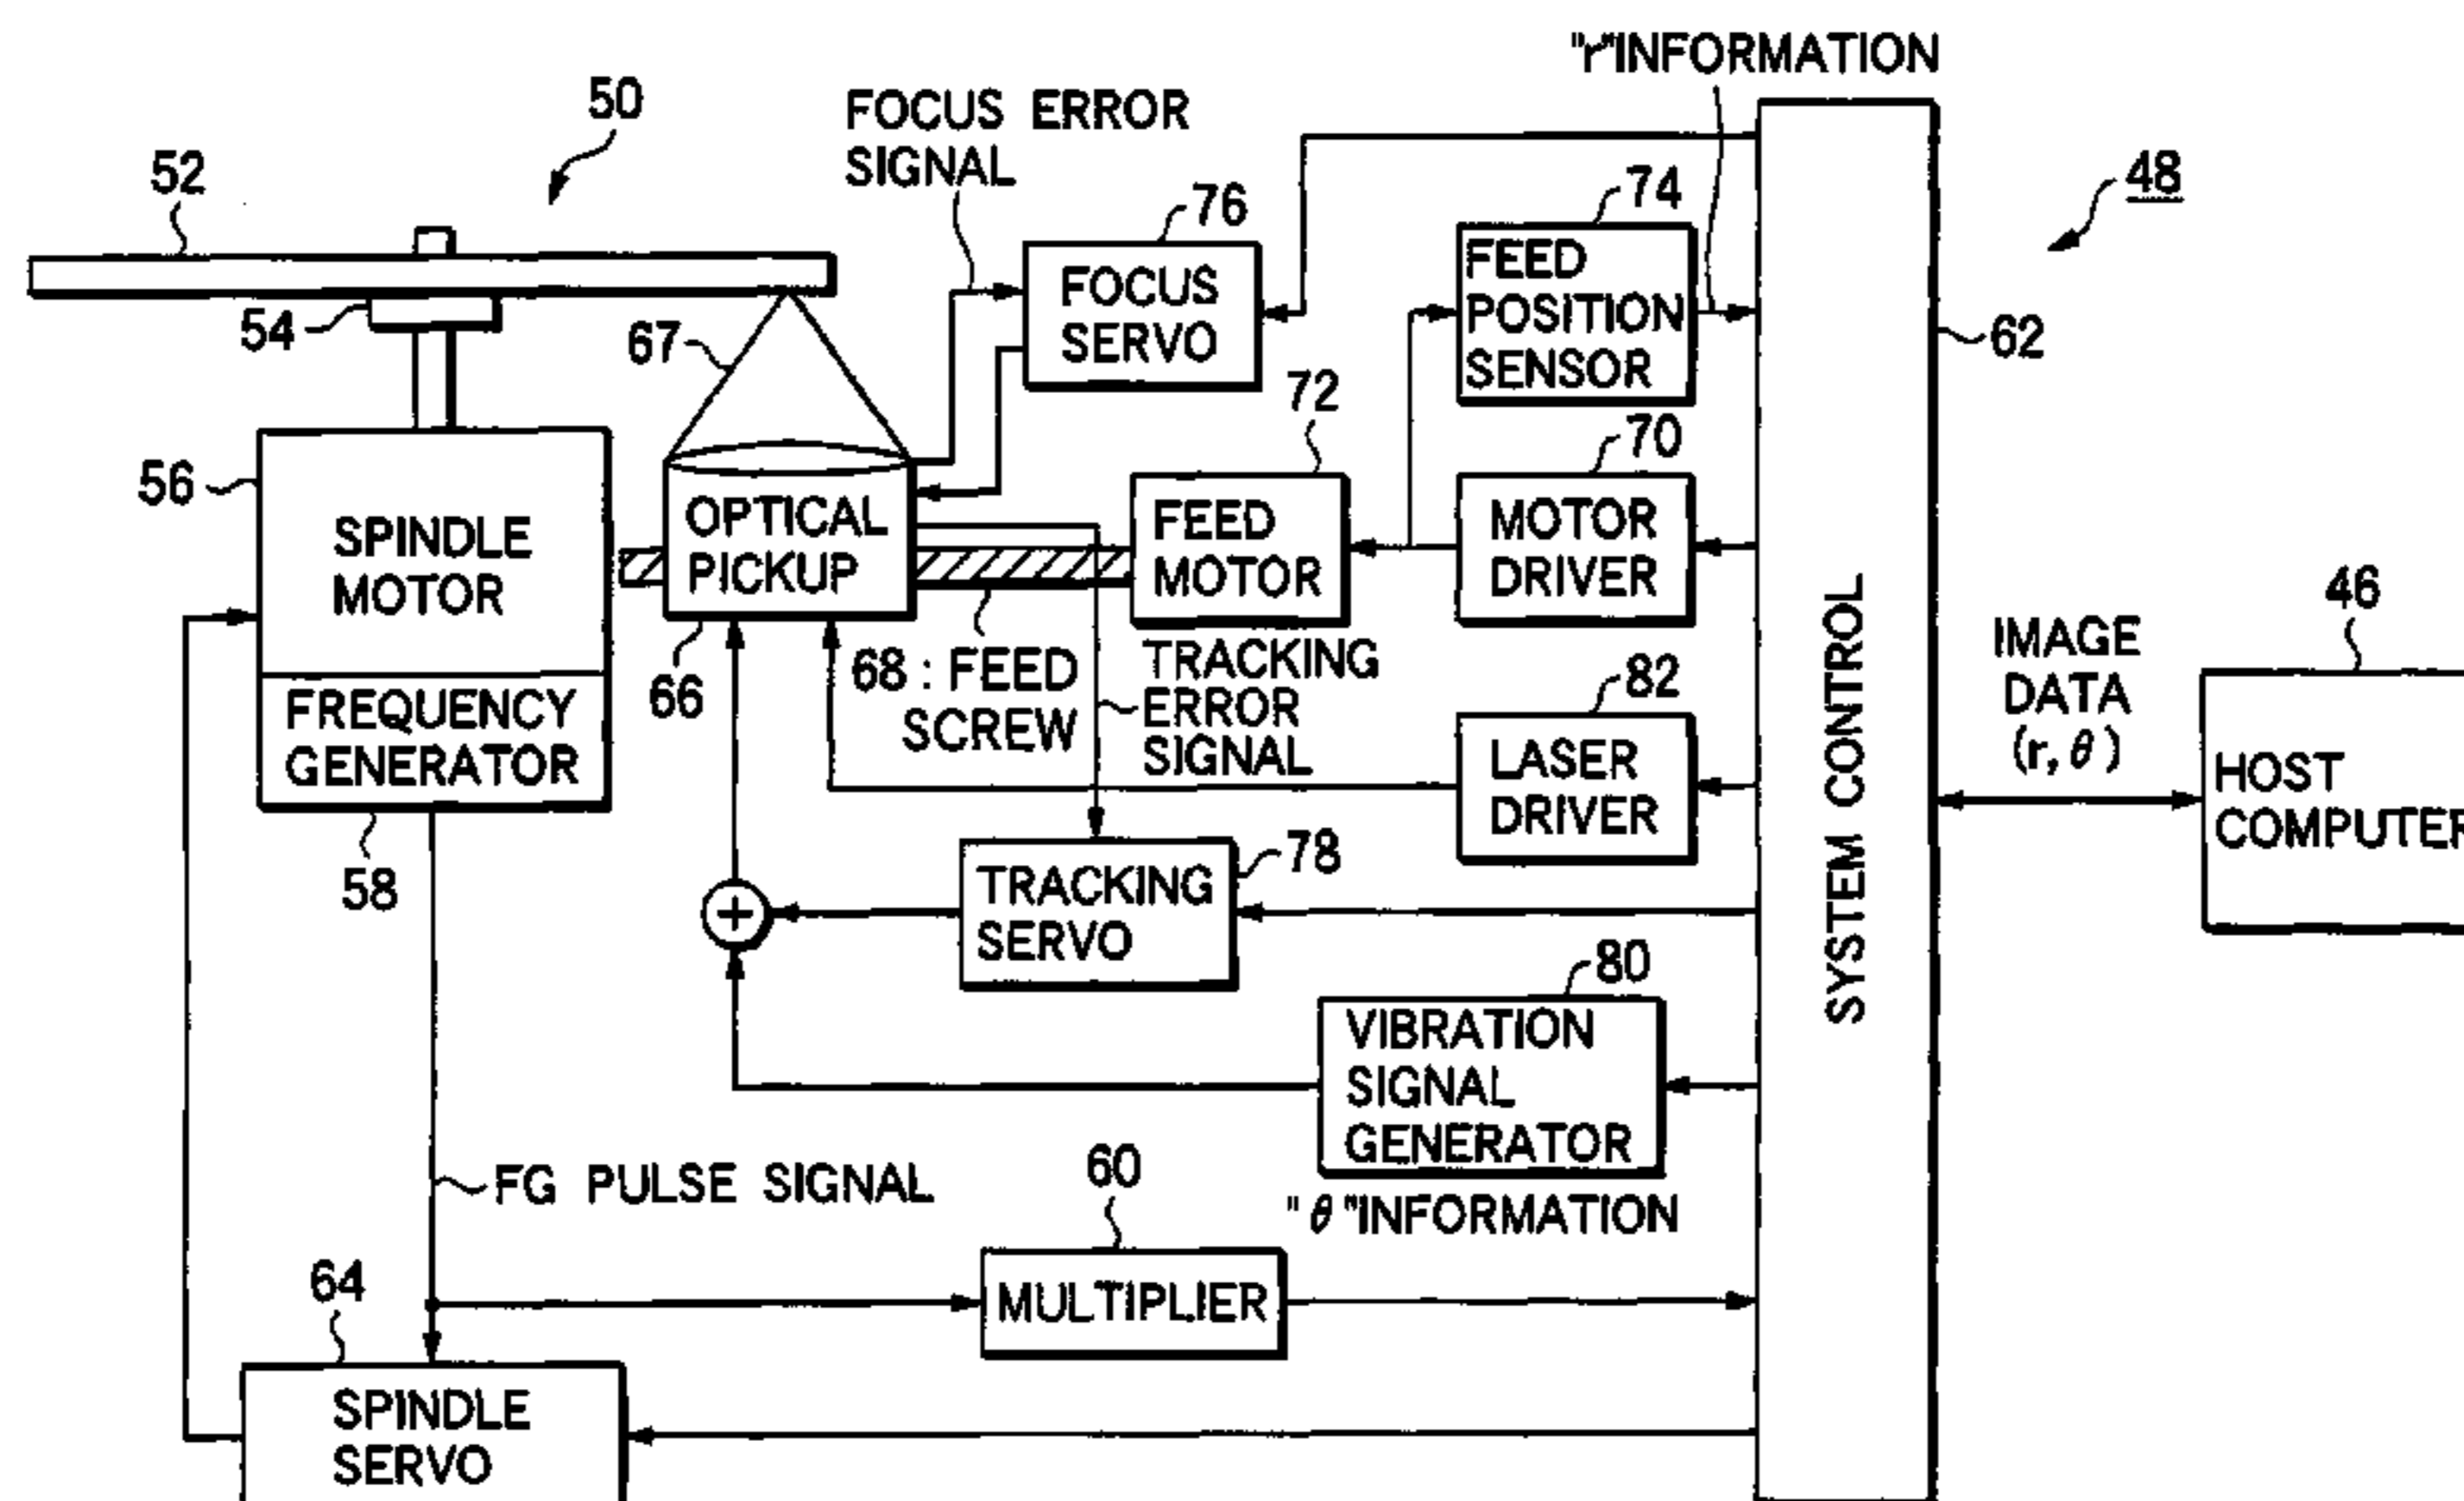 "r"INFORMATION
50
FOCUS ERROR
SIGNAL
52
74
48
76
FEED
POSITION
SENSOR
FOCUS
SERVO
54
67
62
72
70
56
OPTICAL
PICKUP
FEED
MOTOR
MOTOR
DRIVER
SPINDLE
MOTOR
46
IMAGE
DATA
(r, θ)
SYSTEM CONTROL
66
68 : FEED
SCREW
TRACKING
ERROR
SIGNAL
82
FREQUENCY
GENERATOR
LASER
DRIVER
HOST
COMPUTER
58
78
TRACKING
SERVO
+
80
VIBRATION
SIGNAL
GENERATOR
FG PULSE SIGNAL
60
"θ"INFORMATION
64
MULTIPLIER
SPINDLE
SERVO